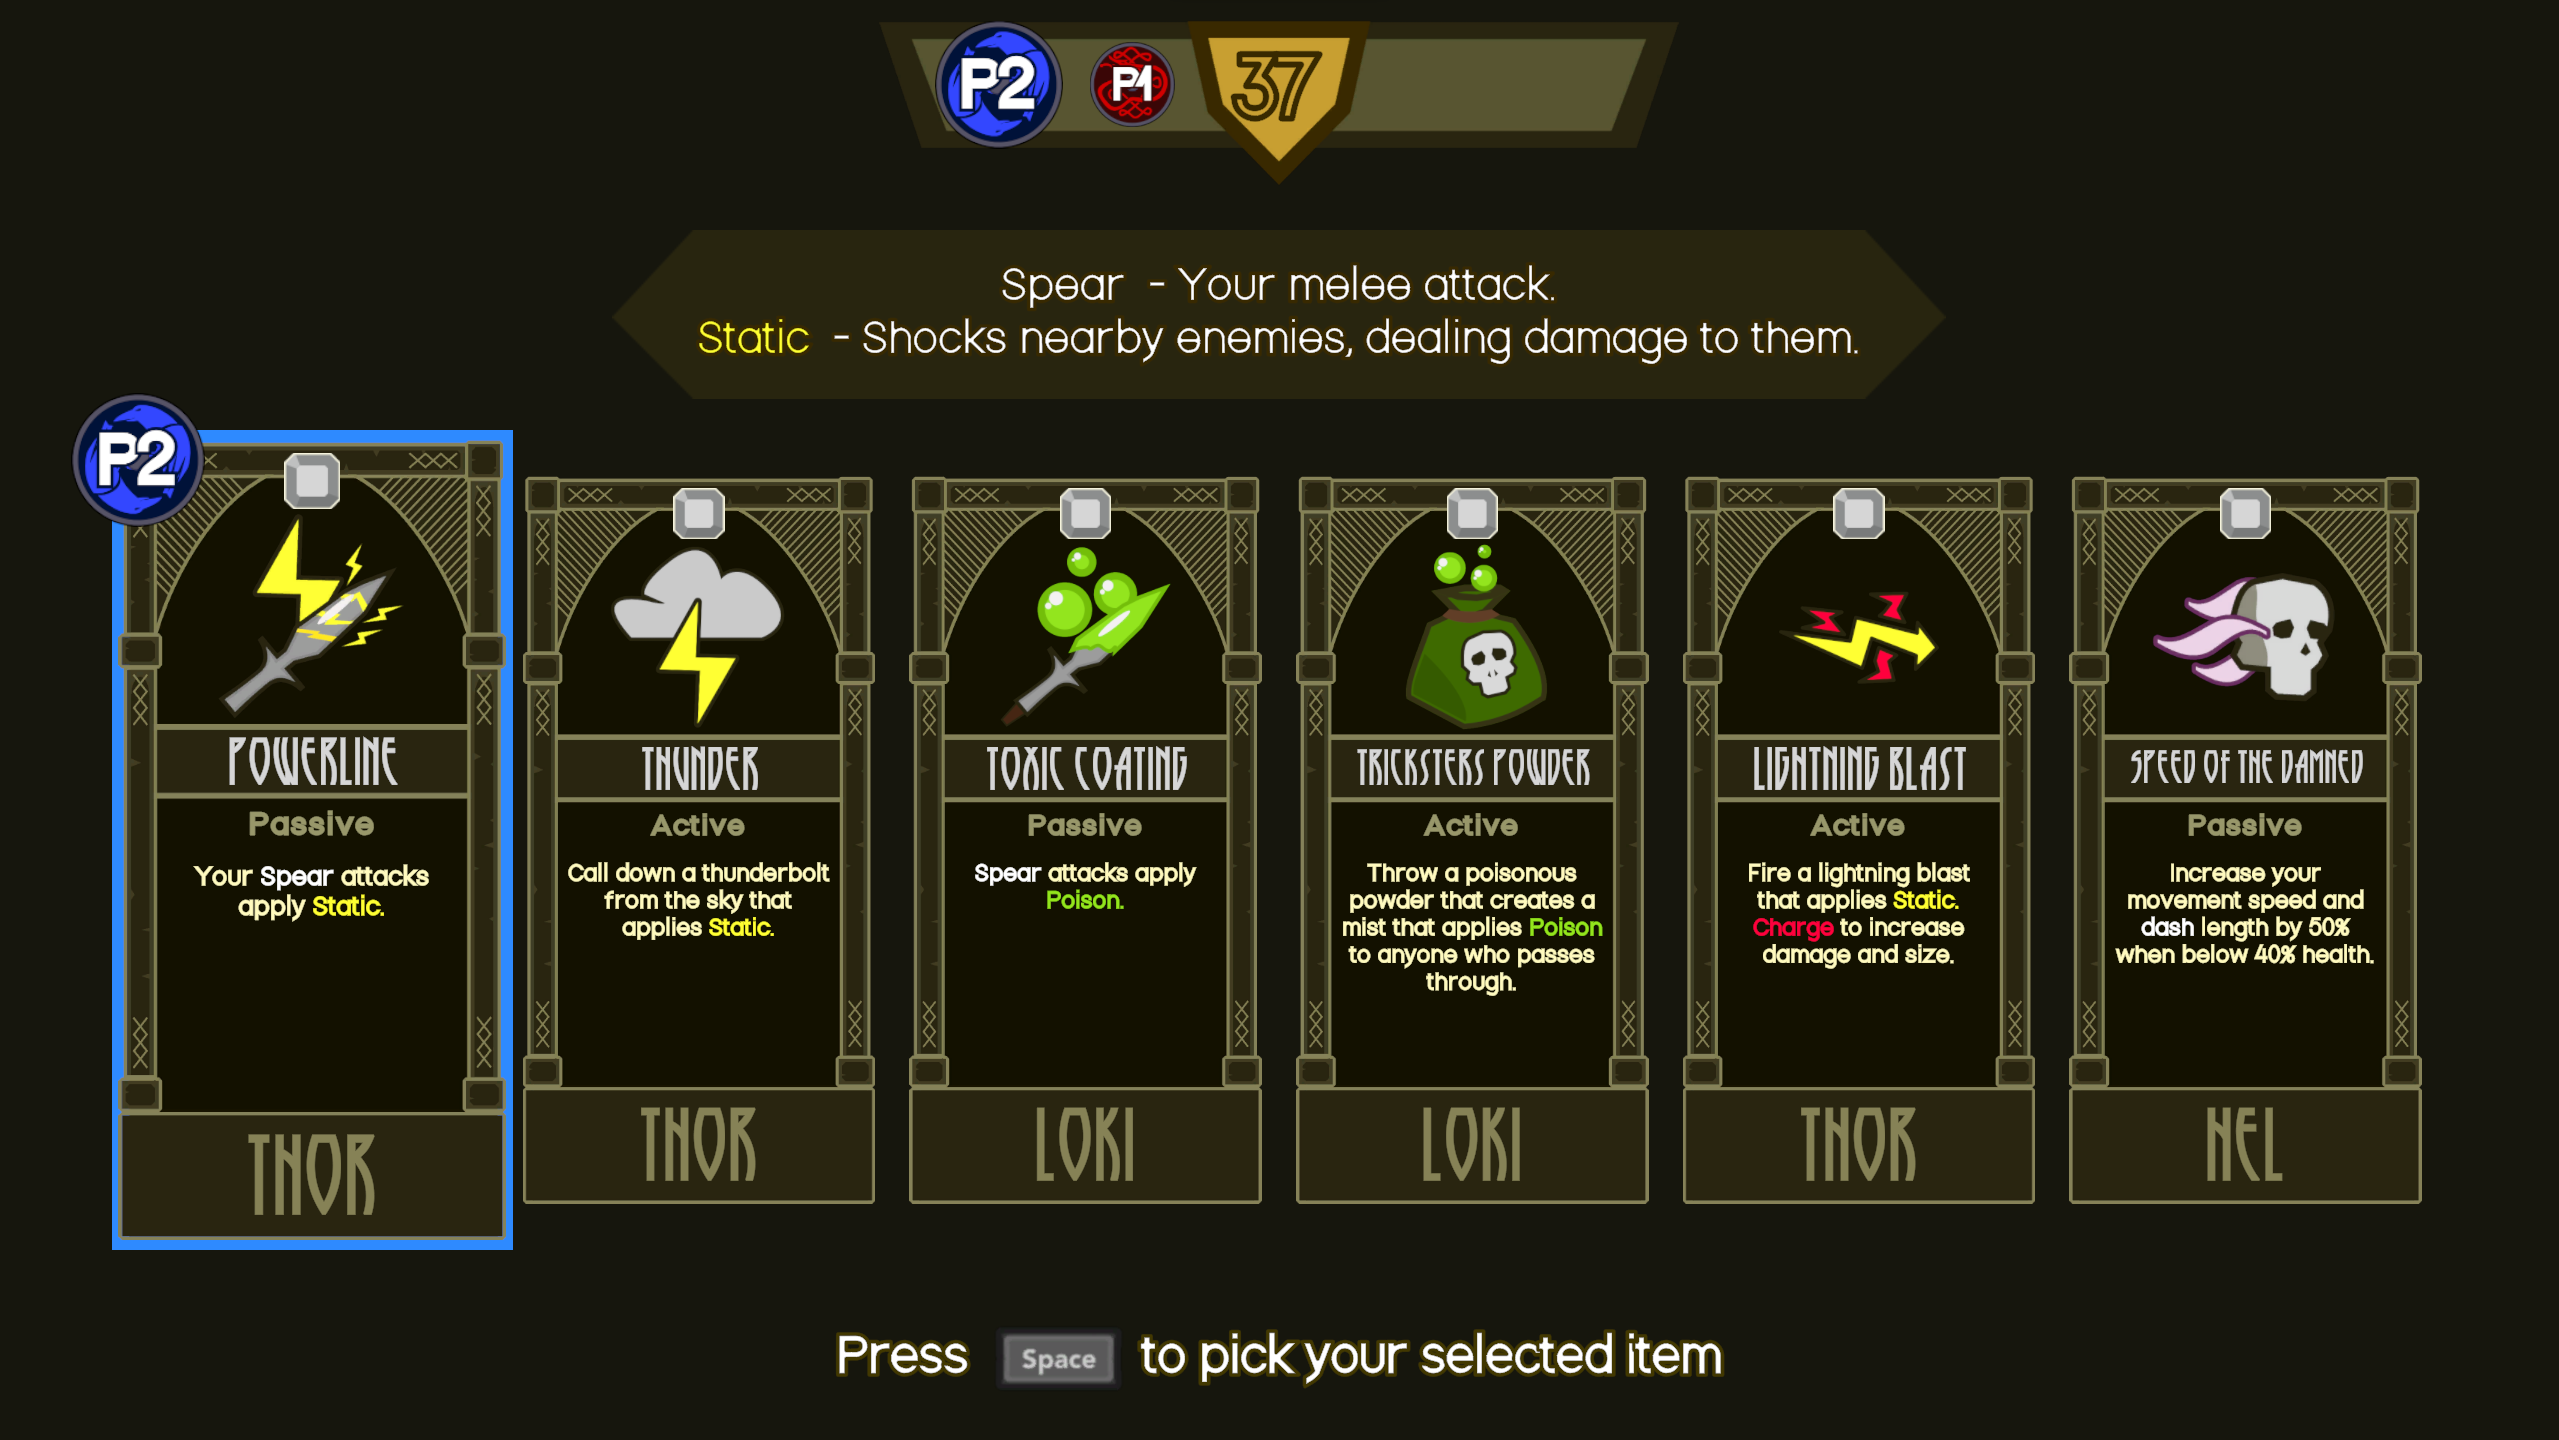 P2 P1 37
Spear - Your melee attack.
Static - Shocks nearby enemies, dealing damage to them.
P2
POWERLINE
Passive
Your Spear attacks
apply Static.
THOR
THUNDER
Active
Call down a thunderbolt
from the sky that
applies Static.
THOR
TOXIC COATING
Passive
Spear attacks apply
Poison.
LOKI
TRICKSTERS POWDER
Active
Throw a poisonous
powder that creates a
mist that applies Poison
to anyone who passes
through.
LOKI
LIGHTNING BLAST
Active
Fire a lightning blast
that applies Static.
Charge to increase
damage and size.
THOR
SPEED OF THE DAMNED
Passive
Increase your
movement speed and
dash length by 50%
when below 40% health.
HEL
Press Space to pick your selected item